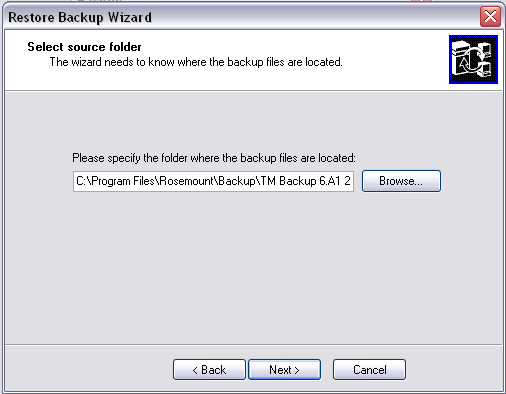 Restore Backup Wizard
Select source folder
The wizard needs to know where the backup files are located.
Please specify the folder where the backup files are located:
C:\Program Files\Rosemount\Backup\TM Backup 6.A1 2
Browse...
< Back
Next >
Cancel